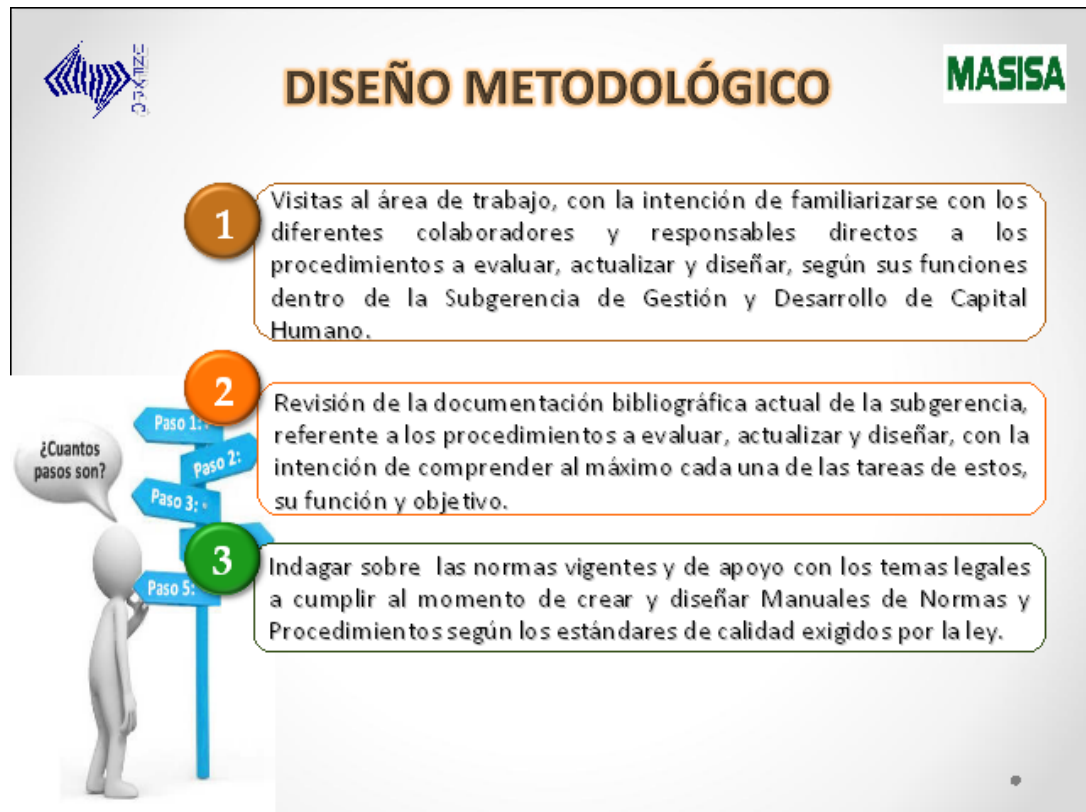 DISEÑO METODOLÓGICO
UNEXPO
MASISA
1
Visitas al área de trabajo, con la intención de familiarizarse con los
diferentes colaboradores y responsables directos a los
procedimientos a evaluar, actualizar y diseñar, según sus funciones
dentro de la Subgerencia de Gestión y Desarrollo de Capital
Humano.
2
Revisión de la documentación bibliográfica actual de la subgerencia,
referente a los procedimientos a evaluar, actualizar y diseñar, con la
intención de comprender al máximo cada una de las tareas de estos,
su función y objetivo.
3
Indagar sobre las normas vigentes y de apoyo con los temas legales
a cumplir al momento de crear y diseñar Manuales de Normas y
Procedimientos según los estándares de calidad exigidos por la ley.
¿Cuantos
pasos son?
Paso 1:
Paso 2:
Paso 3:
Paso 5: